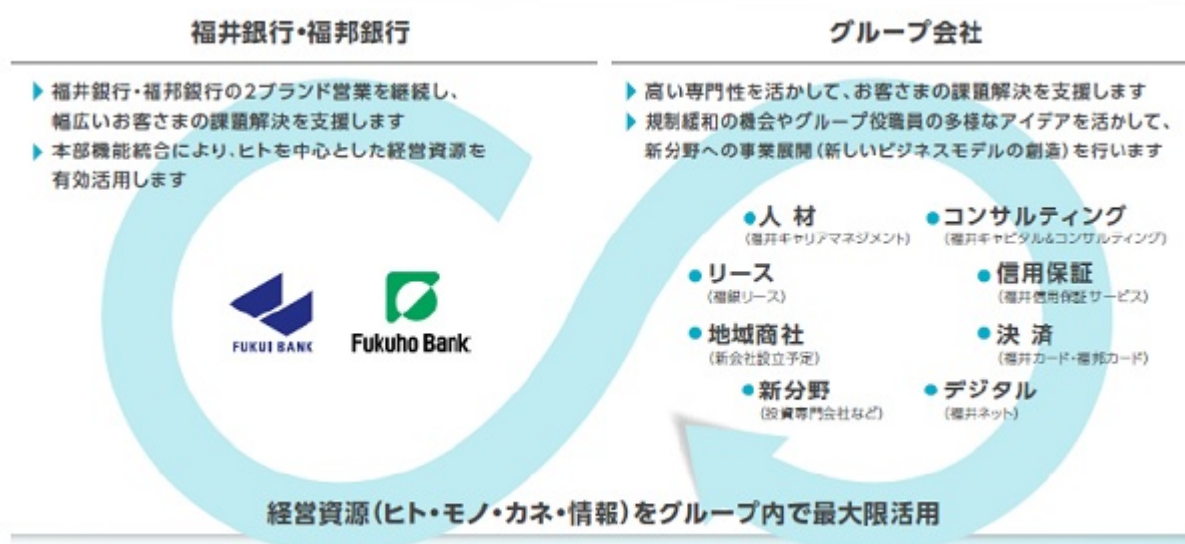 福井銀行・福邦銀行
▶ 福井銀行・福邦銀行の2ブランド営業を継続し、
幅広いお客さまの課題解決を支援します
▶ 本部機能統合により、ヒトを中心とした経営資源を
有効活用します
FUKUI BANK
Fukuho Bank
グループ会社
▶ 高い専門性を活かして、お客さまの課題解決を支援します
▶ 規制緩和の機会やグループ役職員の多様なアイデアを活かして、
新分野への事業展開(新しいビジネスモデルの創造)を行います
●人 材
(福井キャリアマネジメント)
●コンサルティング
(福井キャピタル&コンサルティング)
●リース
(福銀リース)
●信用保証
(福井信用保証サービス)
●地域商社
(新会社設立予定)
●決 済
(福井カード・福邦カード)
●新分野
(投資専門会社など)
●デジタル
(福井ネット)
経営資源(ヒト・モノ・カネ・情報)をグループ内で最大限活用